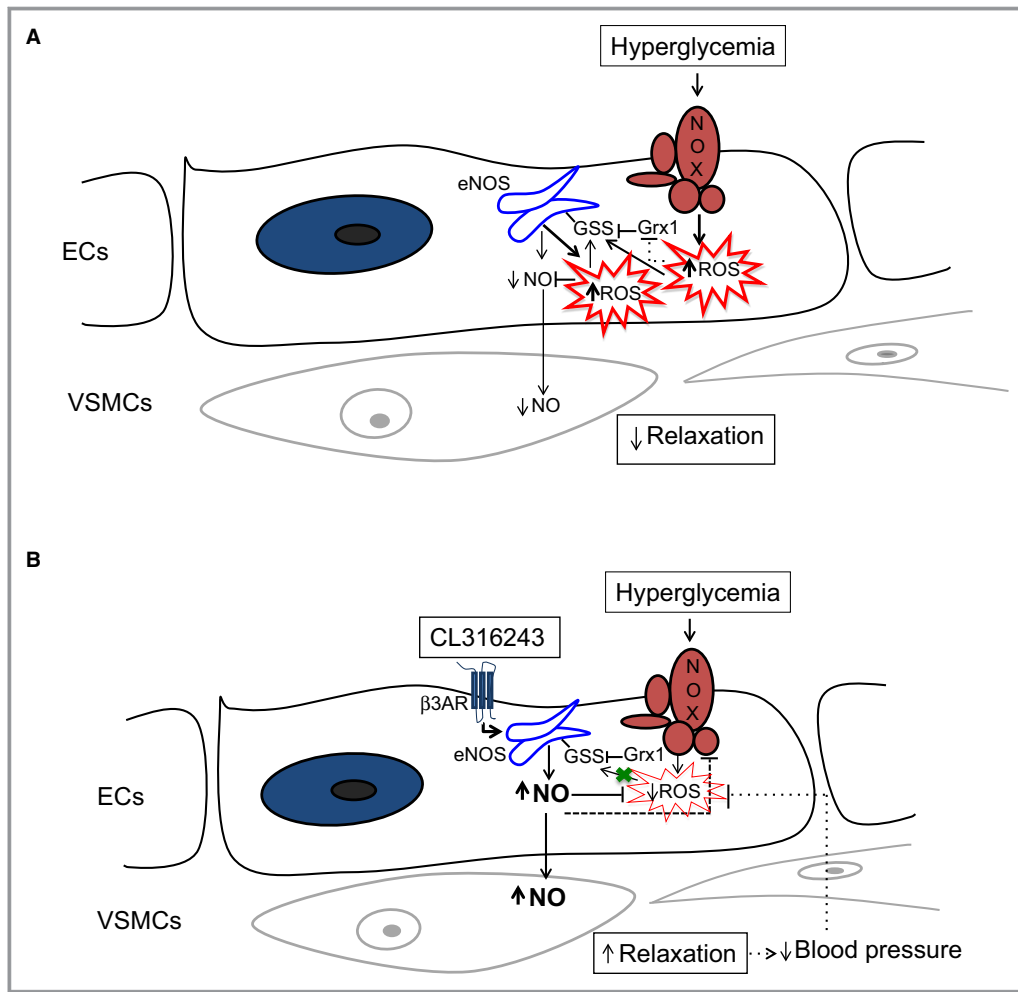 A
Hyperglycemia
N
O
X
eNOS
GSS
Grx1
ECs
↑ROS
↓NO
↑ROS
VSMCs
↓NO
↓Relaxation
B
Hyperglycemia
CL316243
N
O
X
β3AR
eNOS
GSS
Grx1
ECs
↑NO
↓ROS
↑NO
VSMCs
↑Relaxation
↓Blood pressure